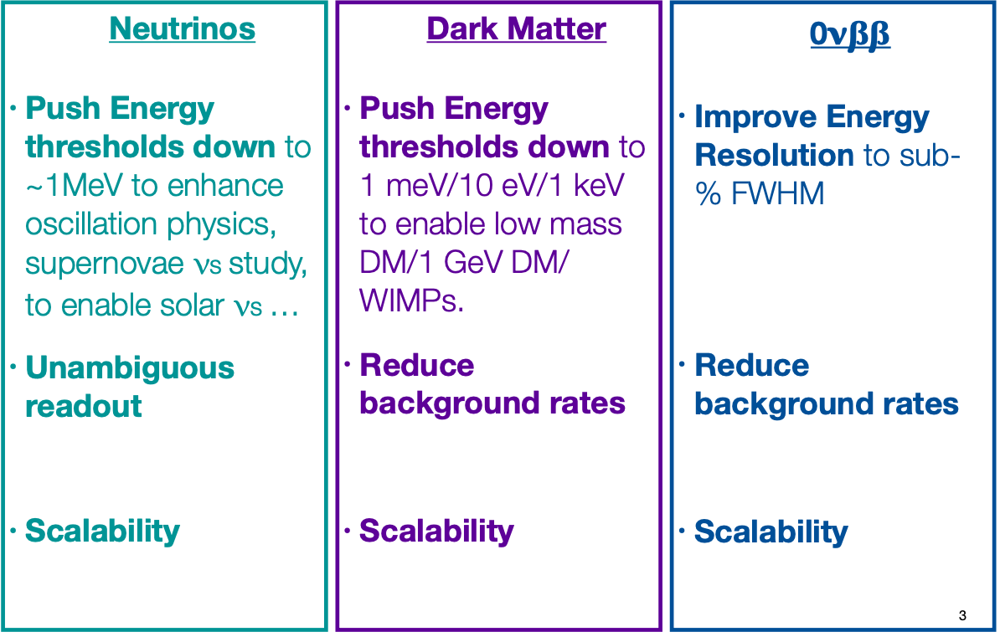 Neutrinos
· Push Energy
thresholds down to
~1MeV to enhance
oscillation physics,
supernovae νs study,
to enable solar νs …
· Unambiguous
readout
· Scalability
Dark Matter
· Push Energy
thresholds down to
1 meV/10 eV/1 keV
to enable low mass
DM/1 GeV DM/
WIMPs.
· Reduce
background rates
· Scalability
0νββ
· Improve Energy
Resolution to sub-
% FWHM
· Reduce
background rates
· Scalability
3